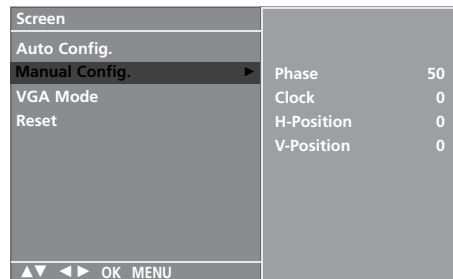 Screen
Auto Config.
Manual Config. ►
VGA Mode
Reset
Phase 50
Clock 0
H-Position 0
V-Position 0
▲▼ ◄► OK MENU